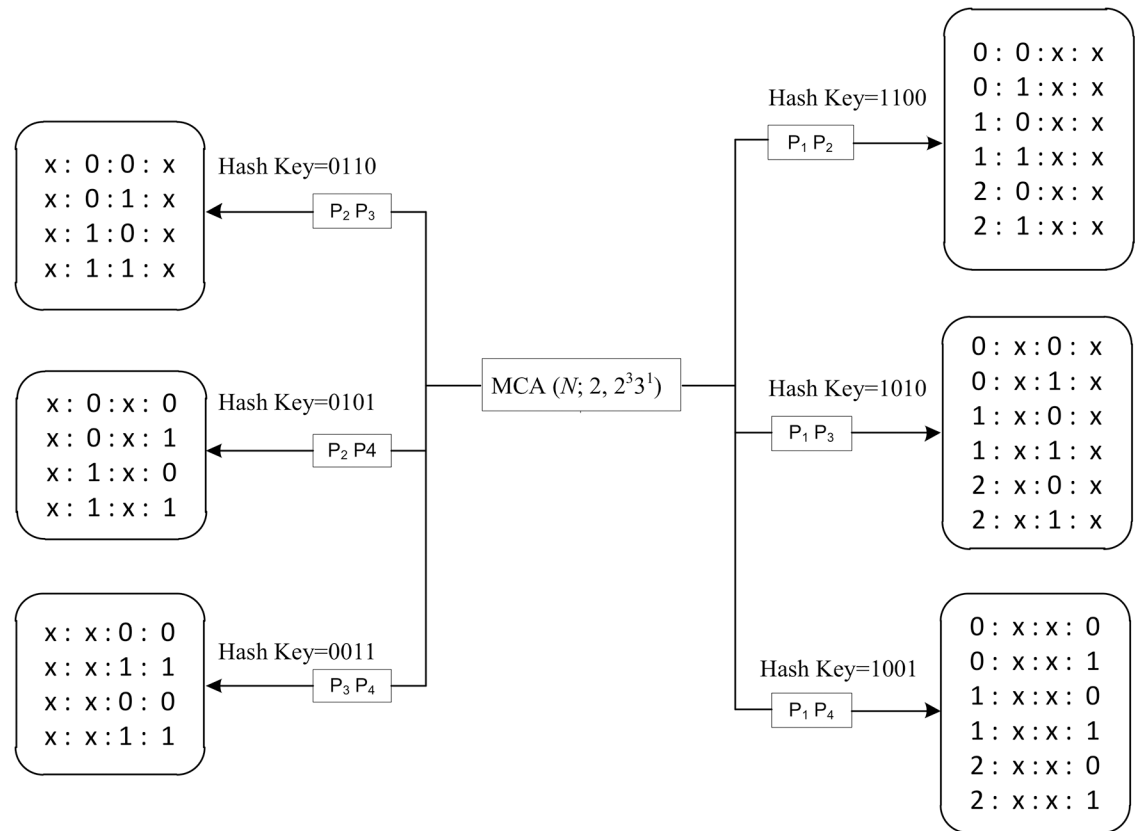 x: 0:0: x
x: 0:1: x
x: 1:0: x
x: 1:1: x
Hash Key=0110
P₂ P₃
x: 0:x: 0
x: 0:x: 1
x: 1:x: 0
x: 1:x: 1
Hash Key=0101
P₂ P4
x: x:0: 0
x: x:1: 1
x: x:0: 0
x: x:1: 1
Hash Key=0011
P₃ P₄
MCA (N; 2, 2³3¹)
Hash Key=1100
P₁ P₂
0: 0:x: x
0: 1:x: x
1: 0:x: x
1: 1:x: x
2: 0:x: x
2: 1:x: x
Hash Key=1010
P₁ P₃
0: x:0: x
0: x:1: x
1: x:0: x
1: x:1: x
2: x:0: x
2: x:1: x
Hash Key=1001
P₁ P₄
0: x:x: 0
0: x:x: 1
1: x:x: 0
1: x:x: 1
2: x:x: 0
2: x:x: 1